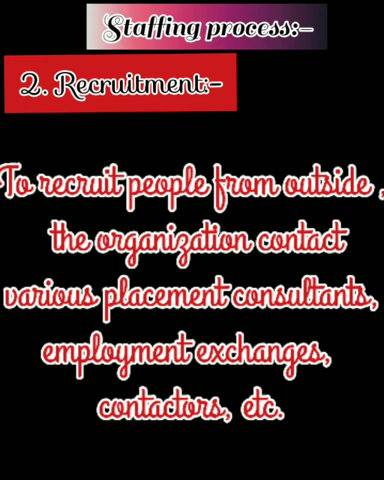 Staffing process:-
2. Recruitment:-
To recruit people from outside ,
the organization contact
various placement consultants,
employment exchanges,
contactors, etc.